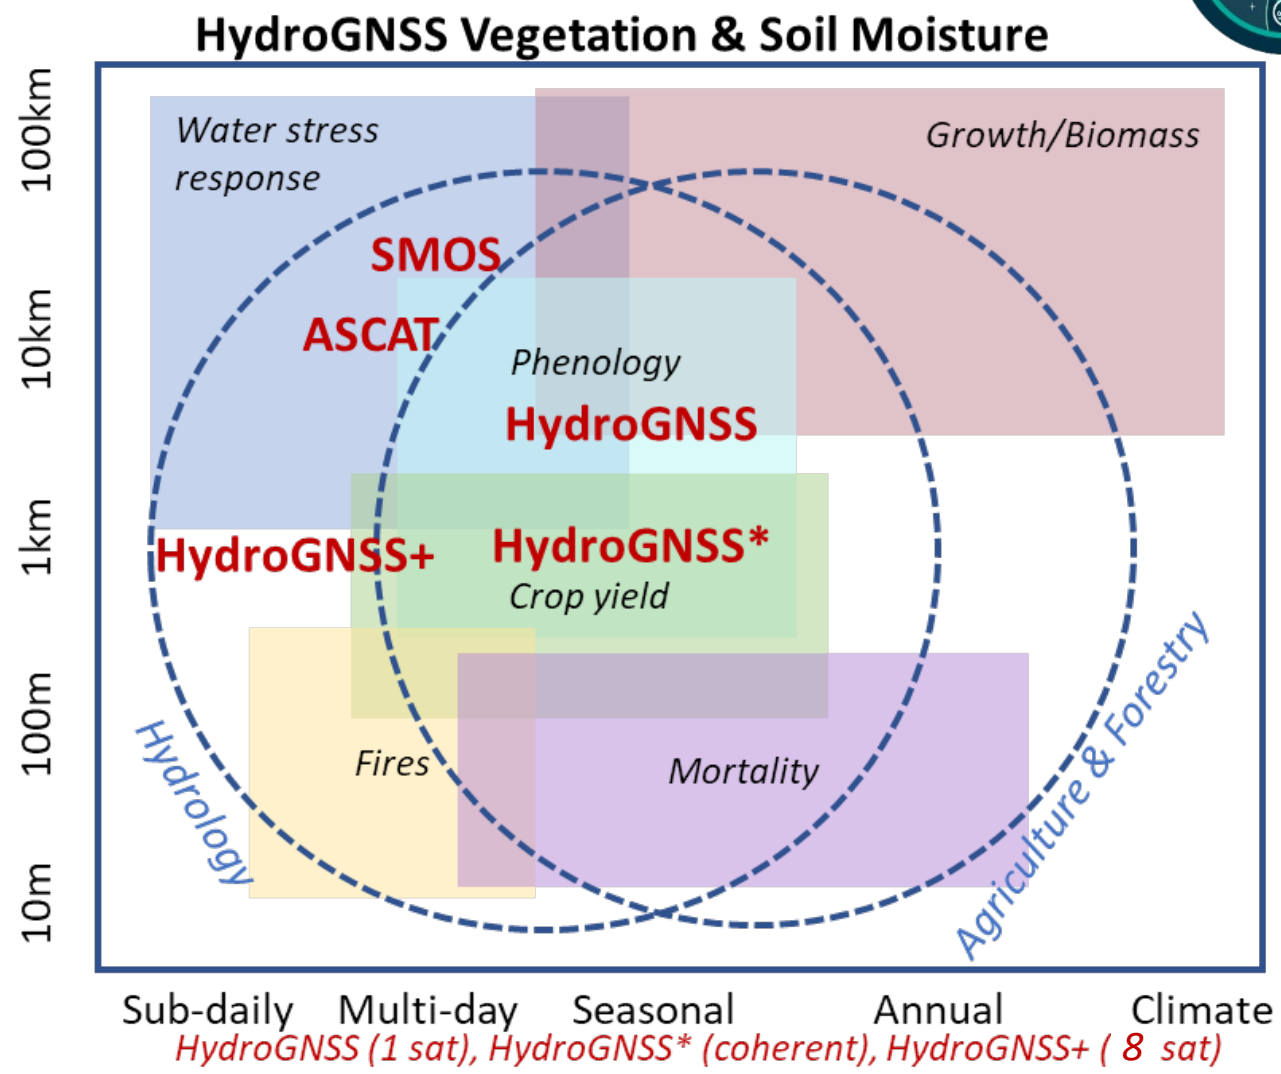 HydroGNSS Vegetation & Soil Moisture
100km
10km
1km
100m
10m
Water stress
response
Growth/Biomass
SMOS
ASCAT
Phenology
HydroGNSS
HydroGNSS+
HydroGNSS*
Crop yield
Fires
Mortality
Hydrology
Agriculture & Forestry
Sub-daily Multi-day Seasonal Annual Climate
HydroGNSS (1 sat), HydroGNSS* (coherent), HydroGNSS+ ( 8 sat)